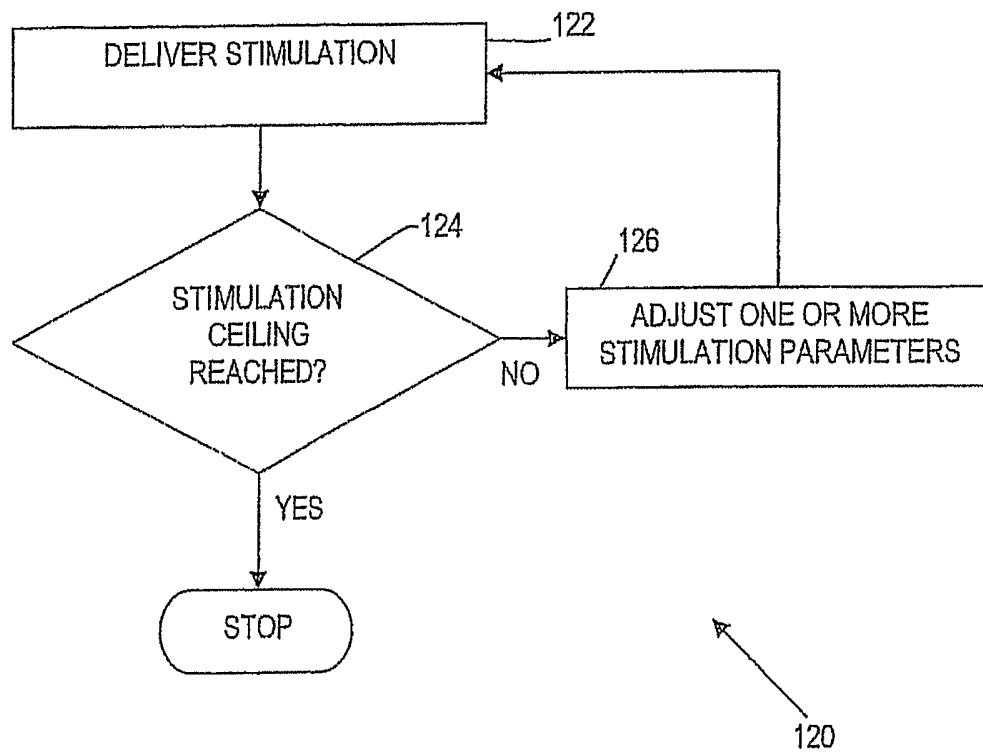 DELIVER STIMULATION
122
124
STIMULATION
CEILING
REACHED?
NO
126
ADJUST ONE OR MORE
STIMULATION PARAMETERS
YES
STOP
120